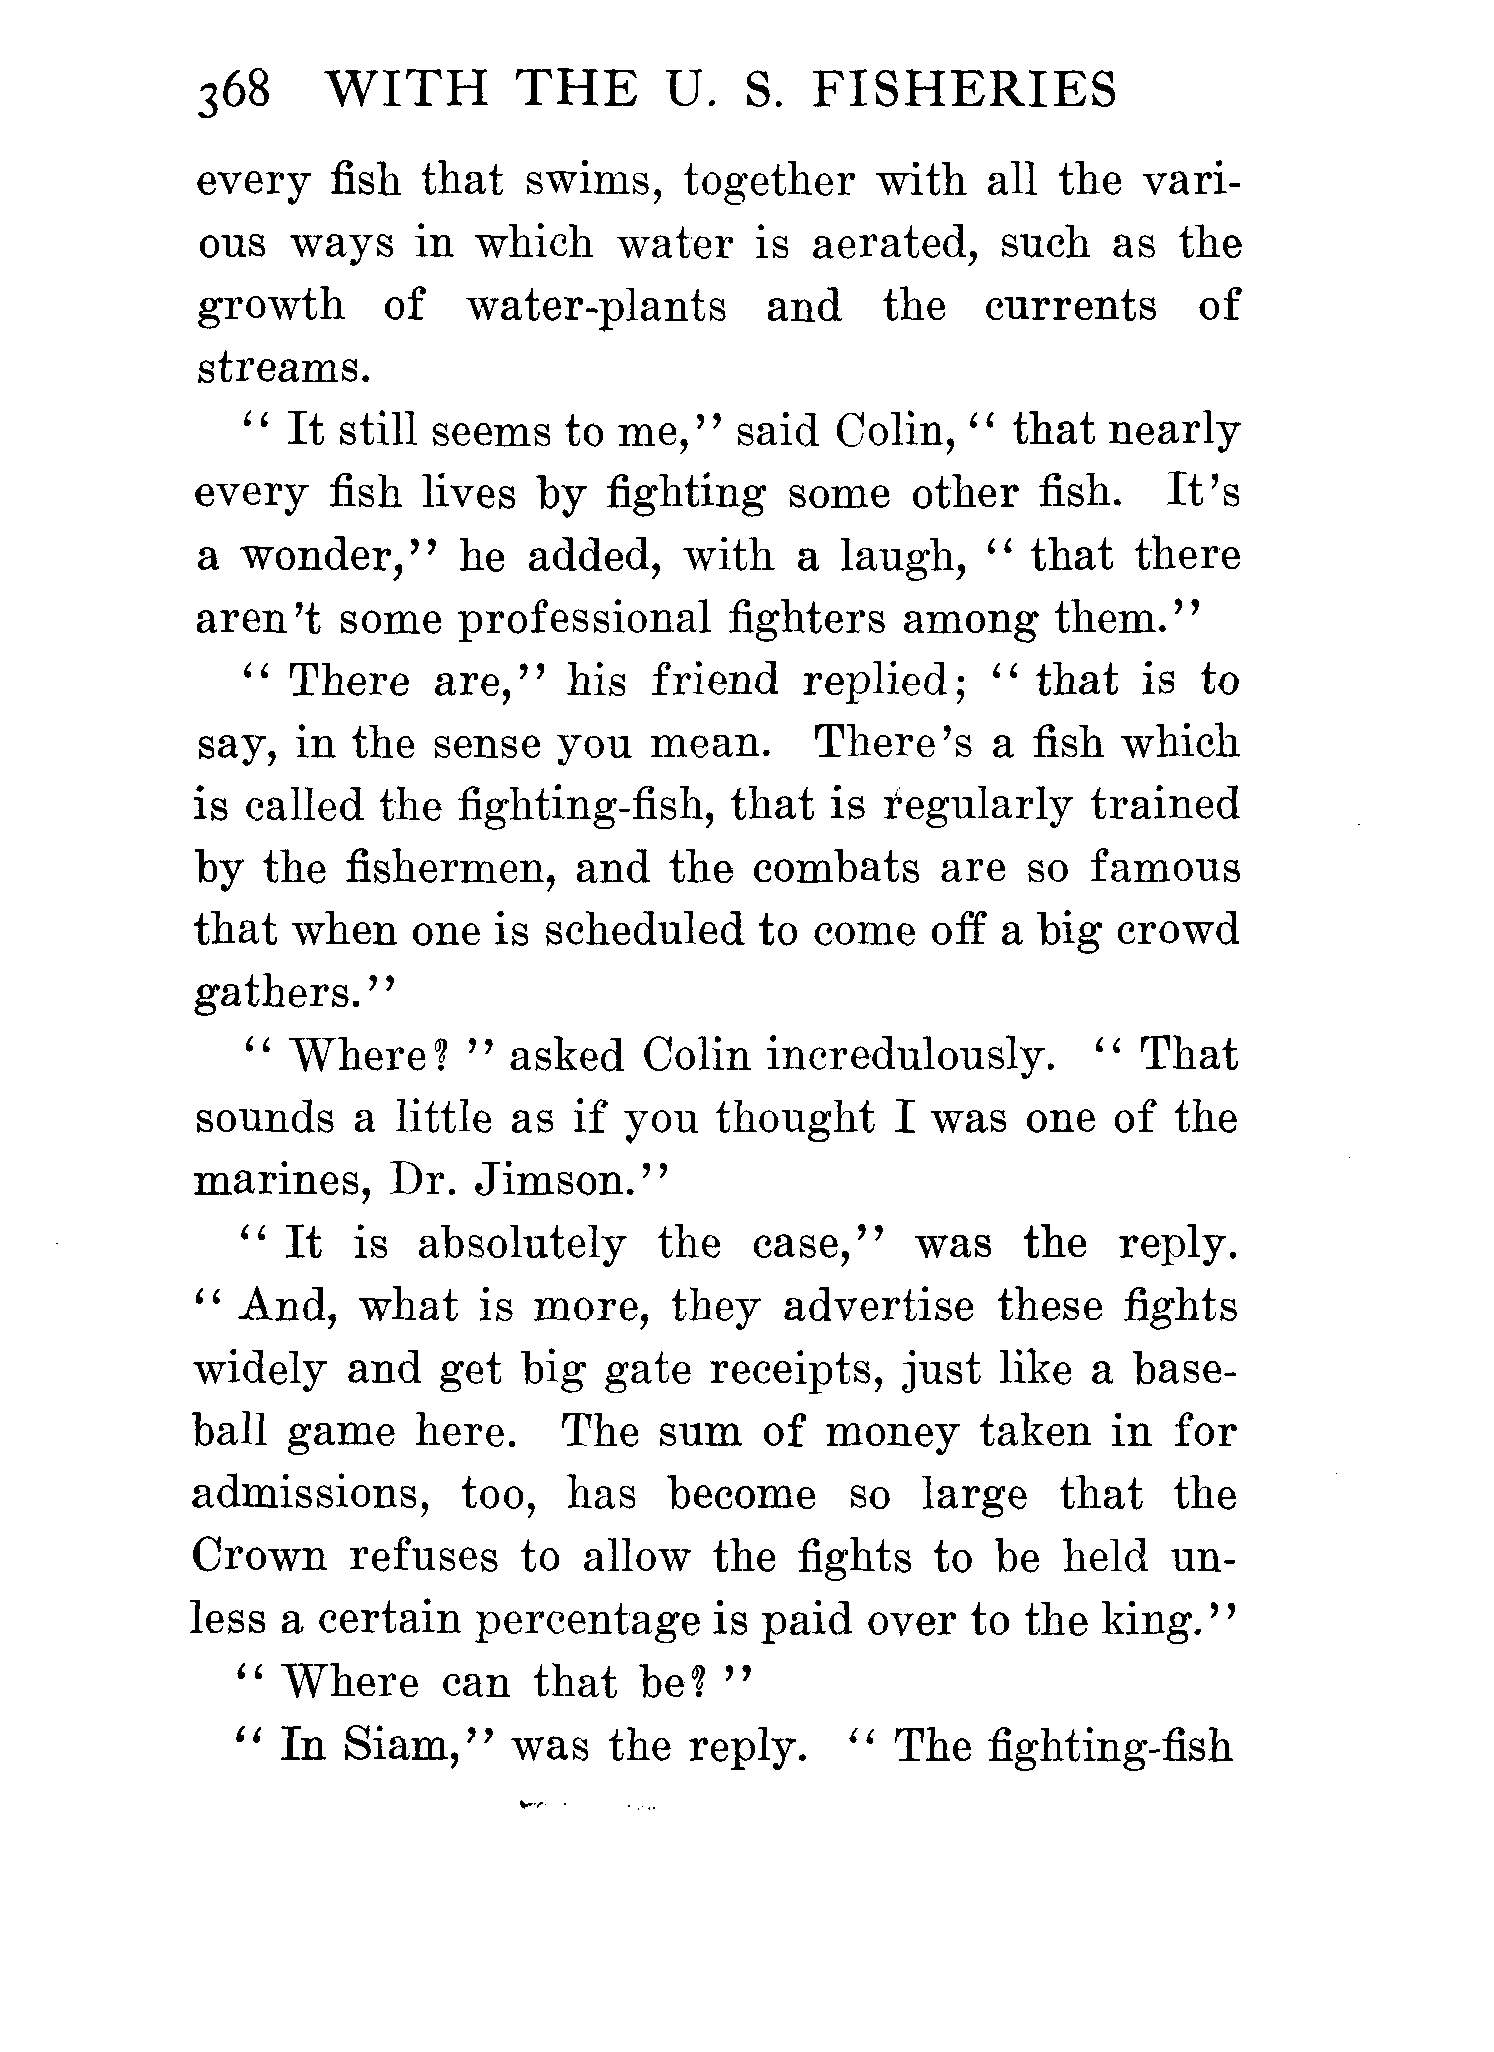 368 WITH THE U. S. FISHERIES
every fish that swims, together with all the vari-
ous ways in which water is aerated, such as the
growth of water-plants and the currents of
streams.
“ It still seems to me,” said Colin, “ that nearly
every fish lives by fighting some other fish. It’s
a wonder,” he added, with a laugh, “ that there
aren’t some professional fighters among them.”
“ There are,” his friend replied; “ that is to
say, in the sense you mean. There’s a fish which
is called the fighting-fish, that is regularly trained
by the fishermen, and the combats are so famous
that when one is scheduled to come off a big crowd
gathers.”
“ Where? ” asked Colin incredulously. “ That
sounds a little as if you thought I was one of the
marines, Dr. Jimson.”
“ It is absolutely the case,” was the reply.
“ And, what is more, they advertise these fights
widely and get big gate receipts, just like a base-
ball game here. The sum of money taken in for
admissions, too, has become so large that the
Crown refuses to allow the fights to be held un-
less a certain percentage is paid over to the king.”
“ Where can that be? ”
“ In Siam,” was the reply. “ The fighting-fish